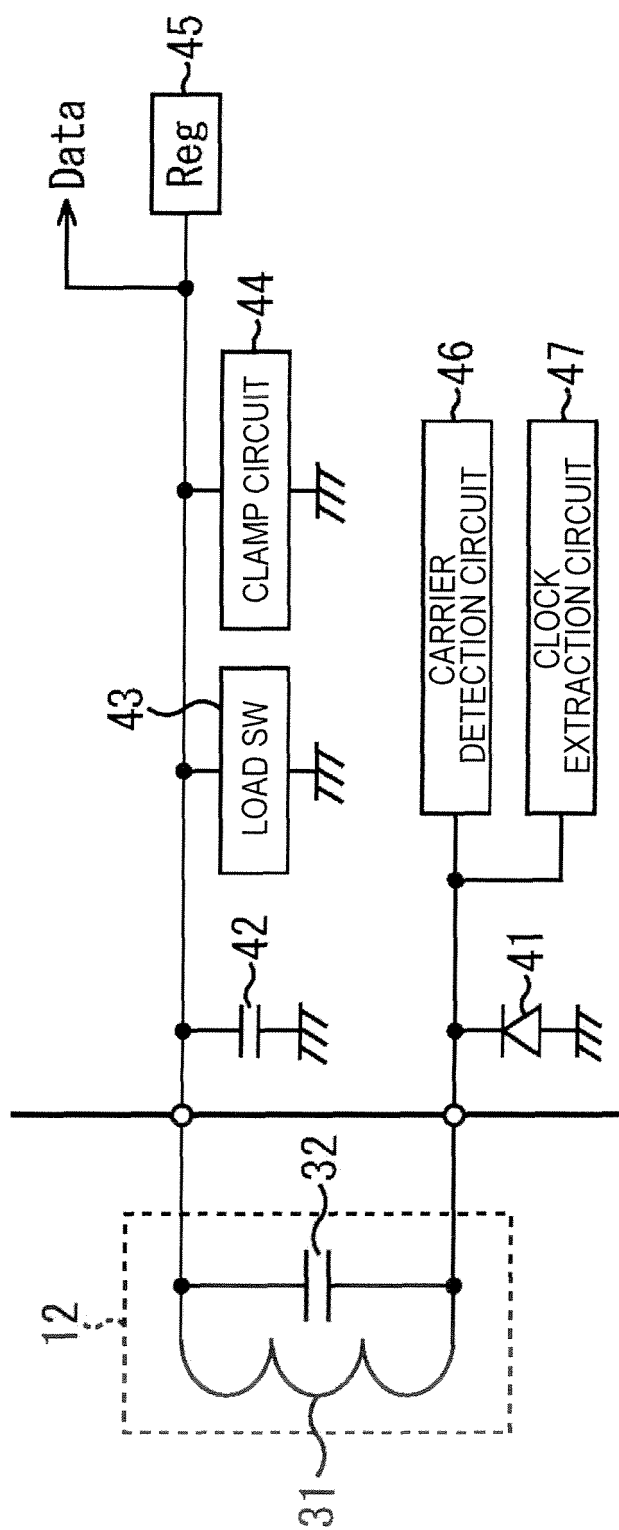 12
31
32
42
43
LOAD SW
44
CLAMP CIRCUIT
Data
45
Reg
41
46
CARRIER
DETECTION CIRCUIT
47
CLOCK
EXTRACTION CIRCUIT